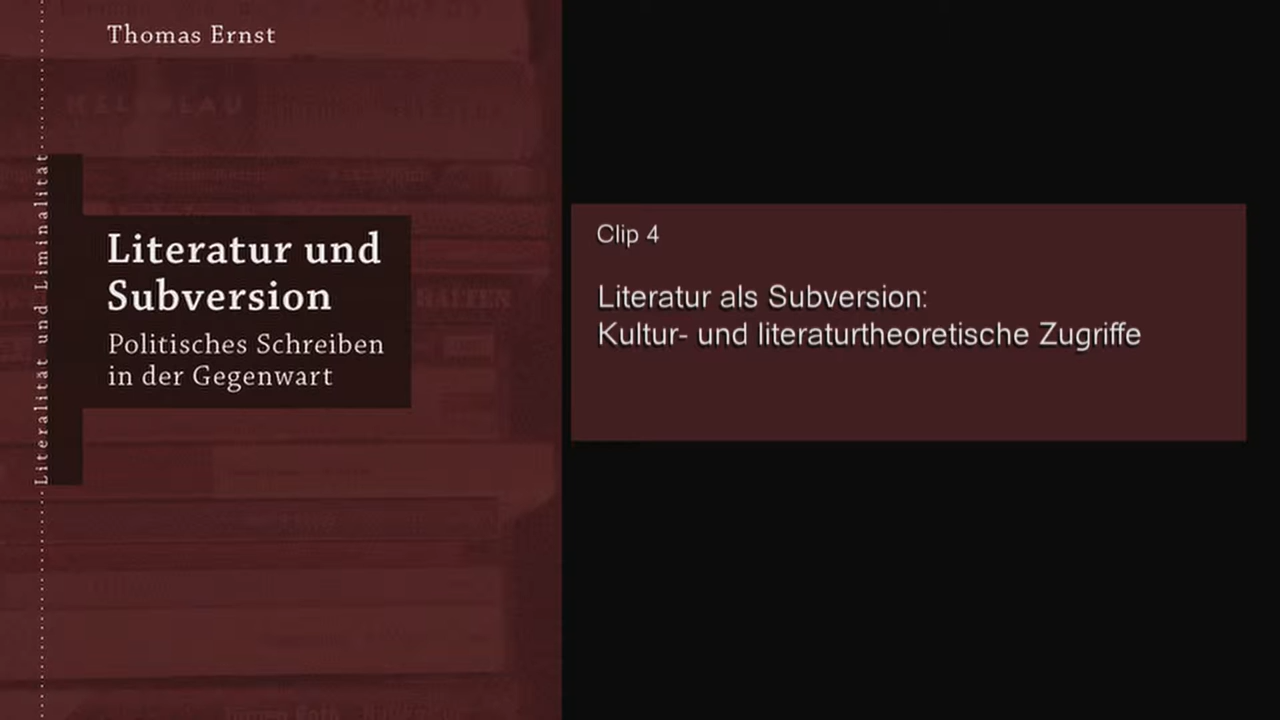 Thomas Ernst
Literalität und Liminalität
Literatur und
Subversion
Politisches Schreiben
in der Gegenwart
Clip 4
Literatur als Subversion:
Kultur- und literaturtheoretische Zugriffe